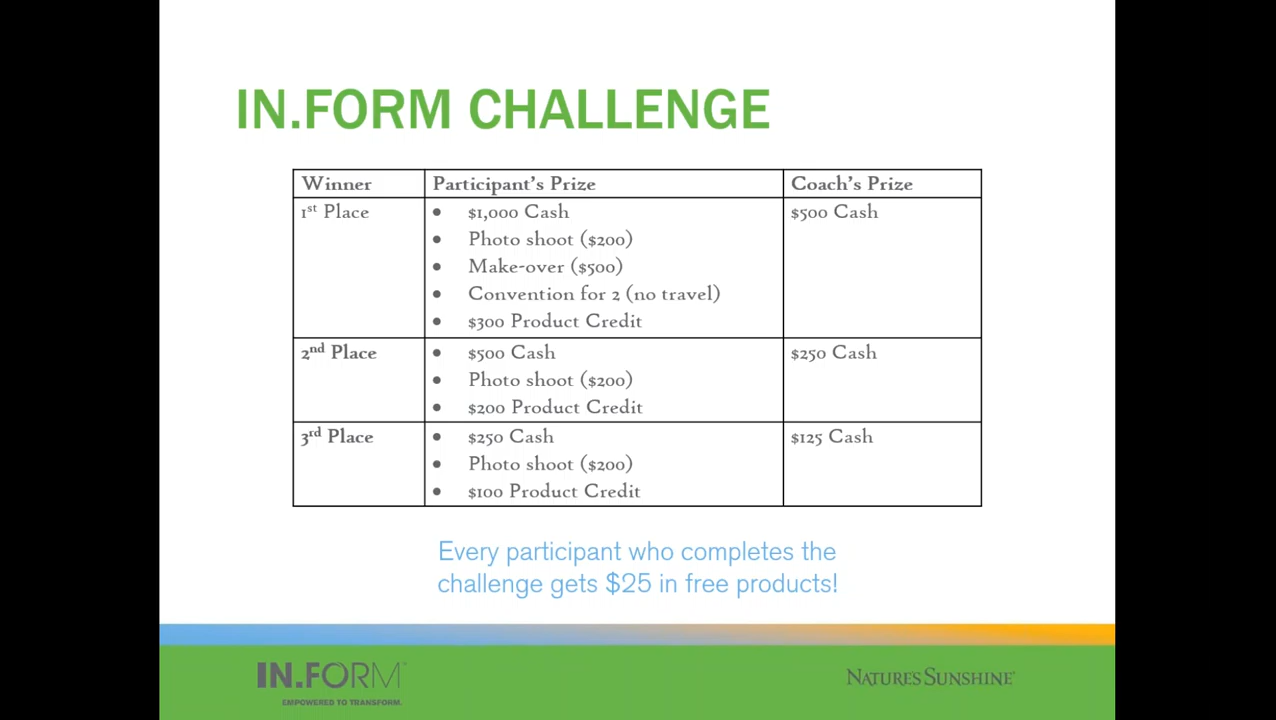 IN.FORM CHALLENGE
Winner Participant's Prize Coach's Prize
1st Place • $1,000 Cash $500 Cash
• Photo shoot ($200)
• Make-over ($500)
• Convention for 2 (no travel)
• $300 Product Credit
2nd Place • $500 Cash $250 Cash
• Photo shoot ($200)
• $200 Product Credit
3rd Place • $250 Cash $125 Cash
• Photo shoot ($200)
• $100 Product Credit
Every participant who completes the
challenge gets $25 in free products!
IN.FORM NATURE'S SUNSHINE
EMPOWERED TO TRANSFORM.